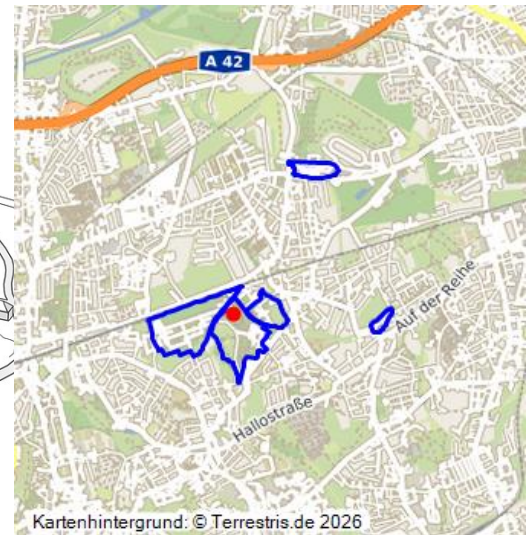 A 42
Auf der Reihe
Hallostraße
Kartenhintergrund: © Terrestris.de 2026